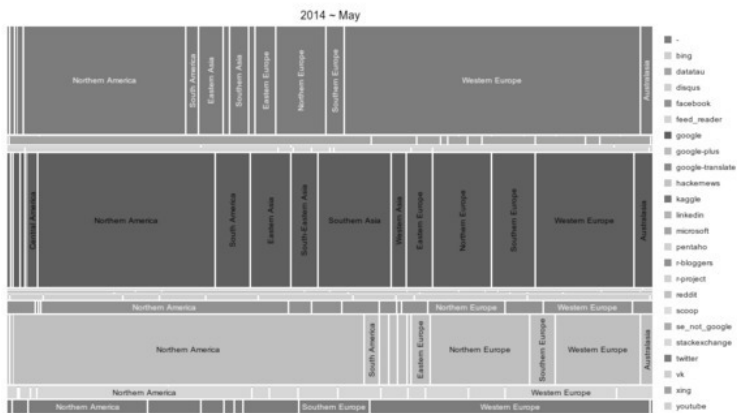 2014 ~ May
Northern America
South America
Eastern Asia
Southern Asia
Eastern Europe
Northern Europe
Southern Europe
Western Europe
Australasia
Central America
Northern America
South America
Eastern Asia
South-Eastern Asia
Southern Asia
Western Asia
Eastern Europe
Northern Europe
Southern Europe
Western Europe
Australasia
Northern America
Northern Europe
Western Europe
Northern America
South America
Eastern Europe
Northern Europe
Southern Europe
Western Europe
Australasia
Northern America
Western Europe
Northern America
Southern Europe
Western Europe
-
bing
datatau
disqus
facebook
feed_reader
google
google-plus
google-translate
hackernews
kaggle
linkedin
microsoft
pentaho
r-bloggers
r-project
reddit
scoop
se_not_google
stackexchange
twitter
vk
xing
youtube